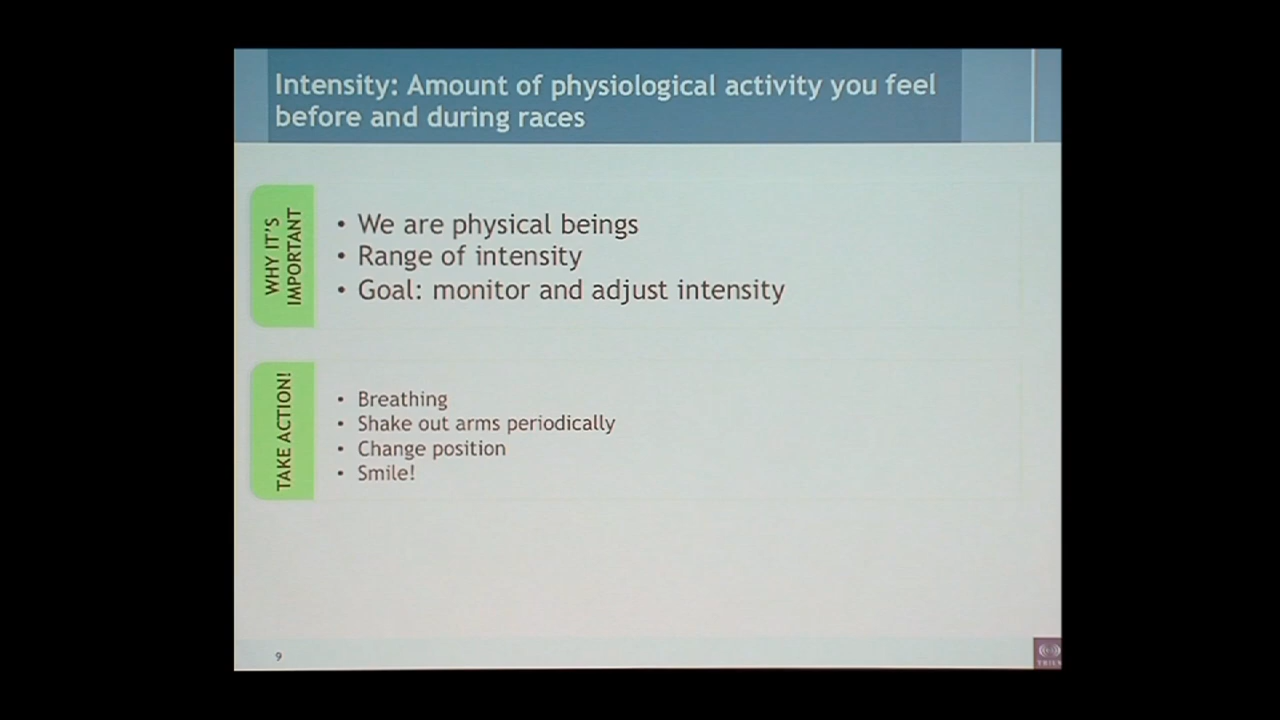 Intensity: Amount of physiological activity you feel
before and during races
WHY IT'S
IMPORTANT
• We are physical beings
• Range of intensity
• Goal: monitor and adjust intensity
TAKE ACTION!
• Breathing
• Shake out arms periodically
• Change position
• Smile!
9